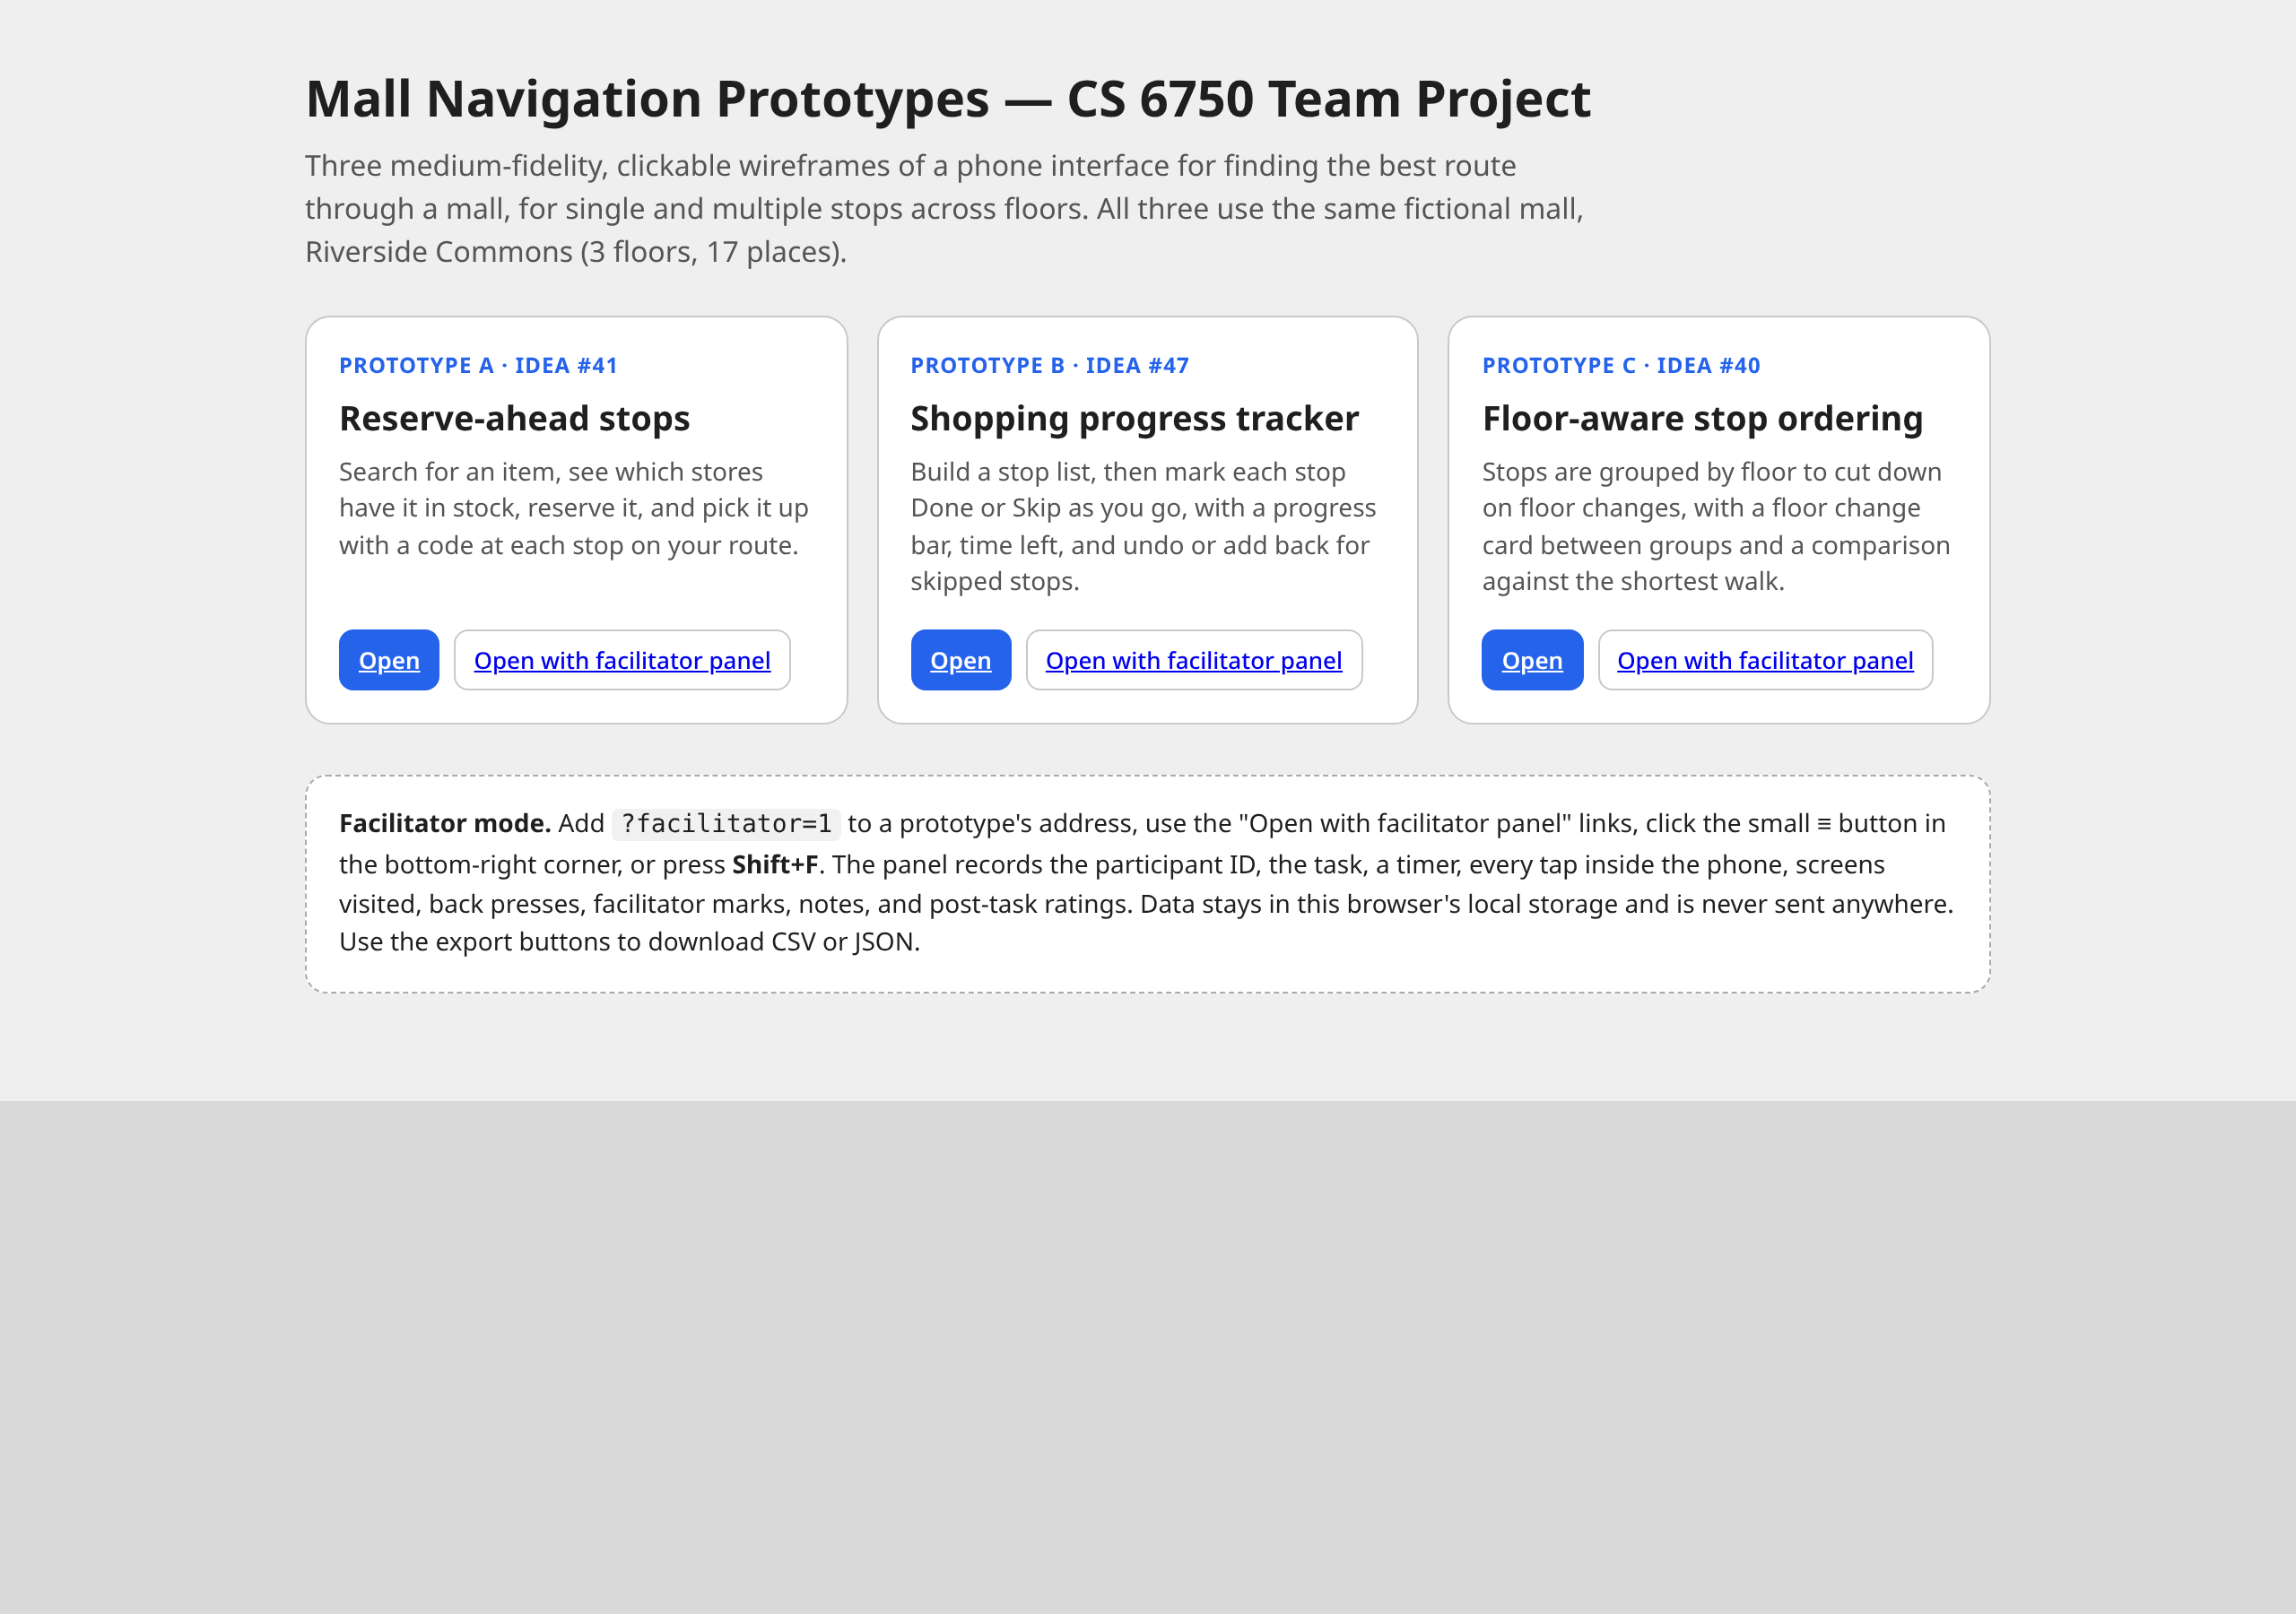 Mall Navigation Prototypes — CS 6750 Team Project
Three medium-fidelity, clickable wireframes of a phone interface for finding the best route
through a mall, for single and multiple stops across floors. All three use the same fictional mall,
Riverside Commons (3 floors, 17 places).
PROTOTYPE A · IDEA #41
Reserve-ahead stops
Search for an item, see which stores
have it in stock, reserve it, and pick it up
with a code at each stop on your route.
Open
Open with facilitator panel
PROTOTYPE B · IDEA #47
Shopping progress tracker
Build a stop list, then mark each stop
Done or Skip as you go, with a progress
bar, time left, and undo or add back for
skipped stops.
Open
Open with facilitator panel
PROTOTYPE C · IDEA #40
Floor-aware stop ordering
Stops are grouped by floor to cut down
on floor changes, with a floor change
card between groups and a comparison
against the shortest walk.
Open
Open with facilitator panel
Facilitator mode. Add ?facilitator=1 to a prototype's address, use the "Open with facilitator panel" links, click the small ≡ button in
the bottom-right corner, or press Shift+F. The panel records the participant ID, the task, a timer, every tap inside the phone, screens
visited, back presses, facilitator marks, notes, and post-task ratings. Data stays in this browser's local storage and is never sent anywhere.
Use the export buttons to download CSV or JSON.